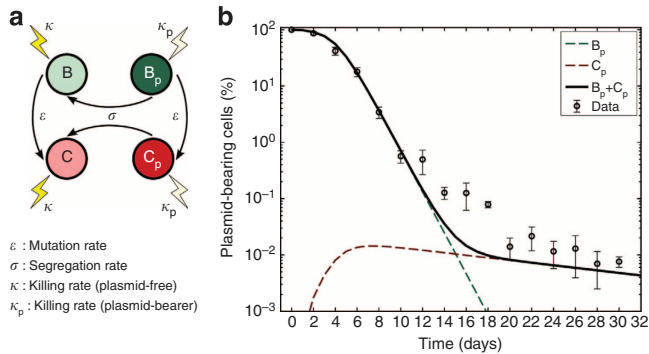 a
κ
κp
B
Bp
ε
σ
ε
C
Cp
κ
κp
ε : Mutation rate
σ : Segregation rate
κ : Killing rate (plasmid-free)
κp : Killing rate (plasmid-bearer)
b
Plasmid-bearing cells (%)
10²
10¹
10⁰
10⁻¹
10⁻²
10⁻³
0 2 4 6 8 10 12 14 16 18 20 22 24 26 28 30 32
Time (days)
Bp
Cp
Bp+Cp
Data